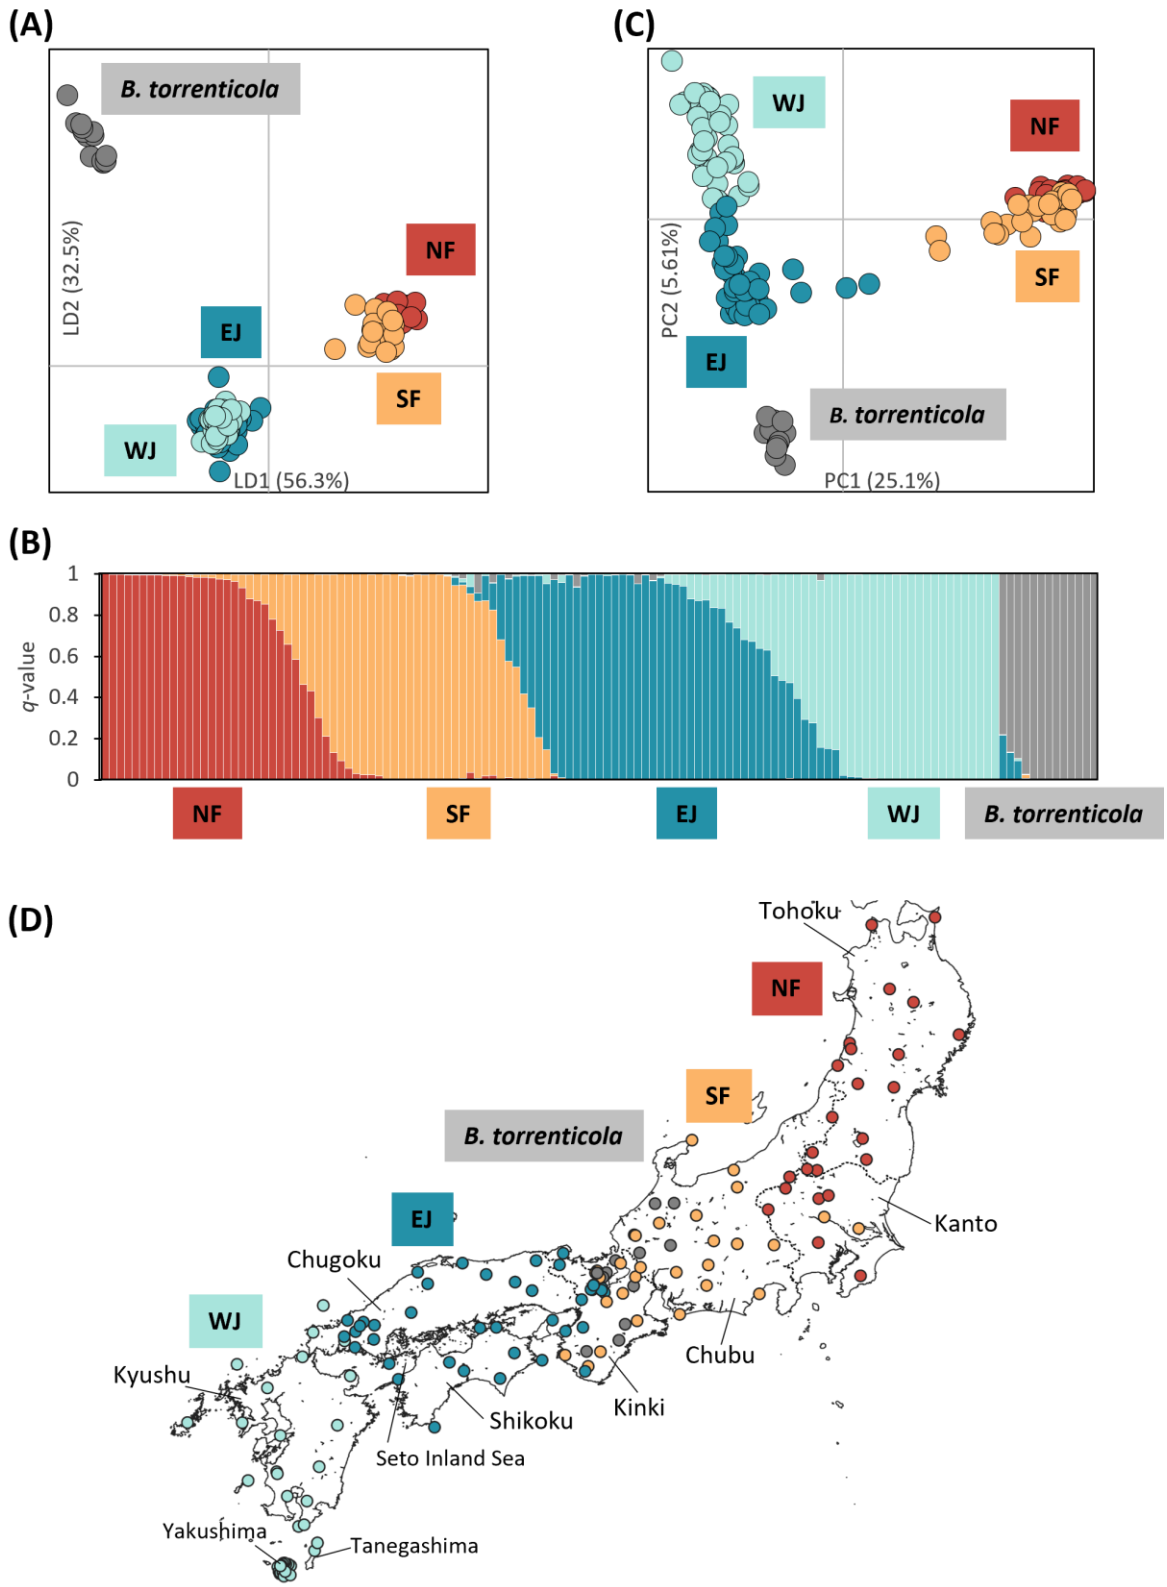 (A)
B. torrenticola
NF
EJ
SF
WJ
LD2 (32.5%)
LD1 (56.3%)
(C)
WJ
NF
SF
EJ
B. torrenticola
PC2 (5.61%)
PC1 (25.1%)
(B)
1
0.8
0.6
0.4
0.2
0
q-value
NF
SF
EJ
WJ
B. torrenticola
(D)
Tohoku
NF
SF
B. torrenticola
EJ
Kanto
Chugoku
WJ
Chubu
Kyushu
Kinki
Shikoku
Seto Inland Sea
Yakushima
Tanegashima